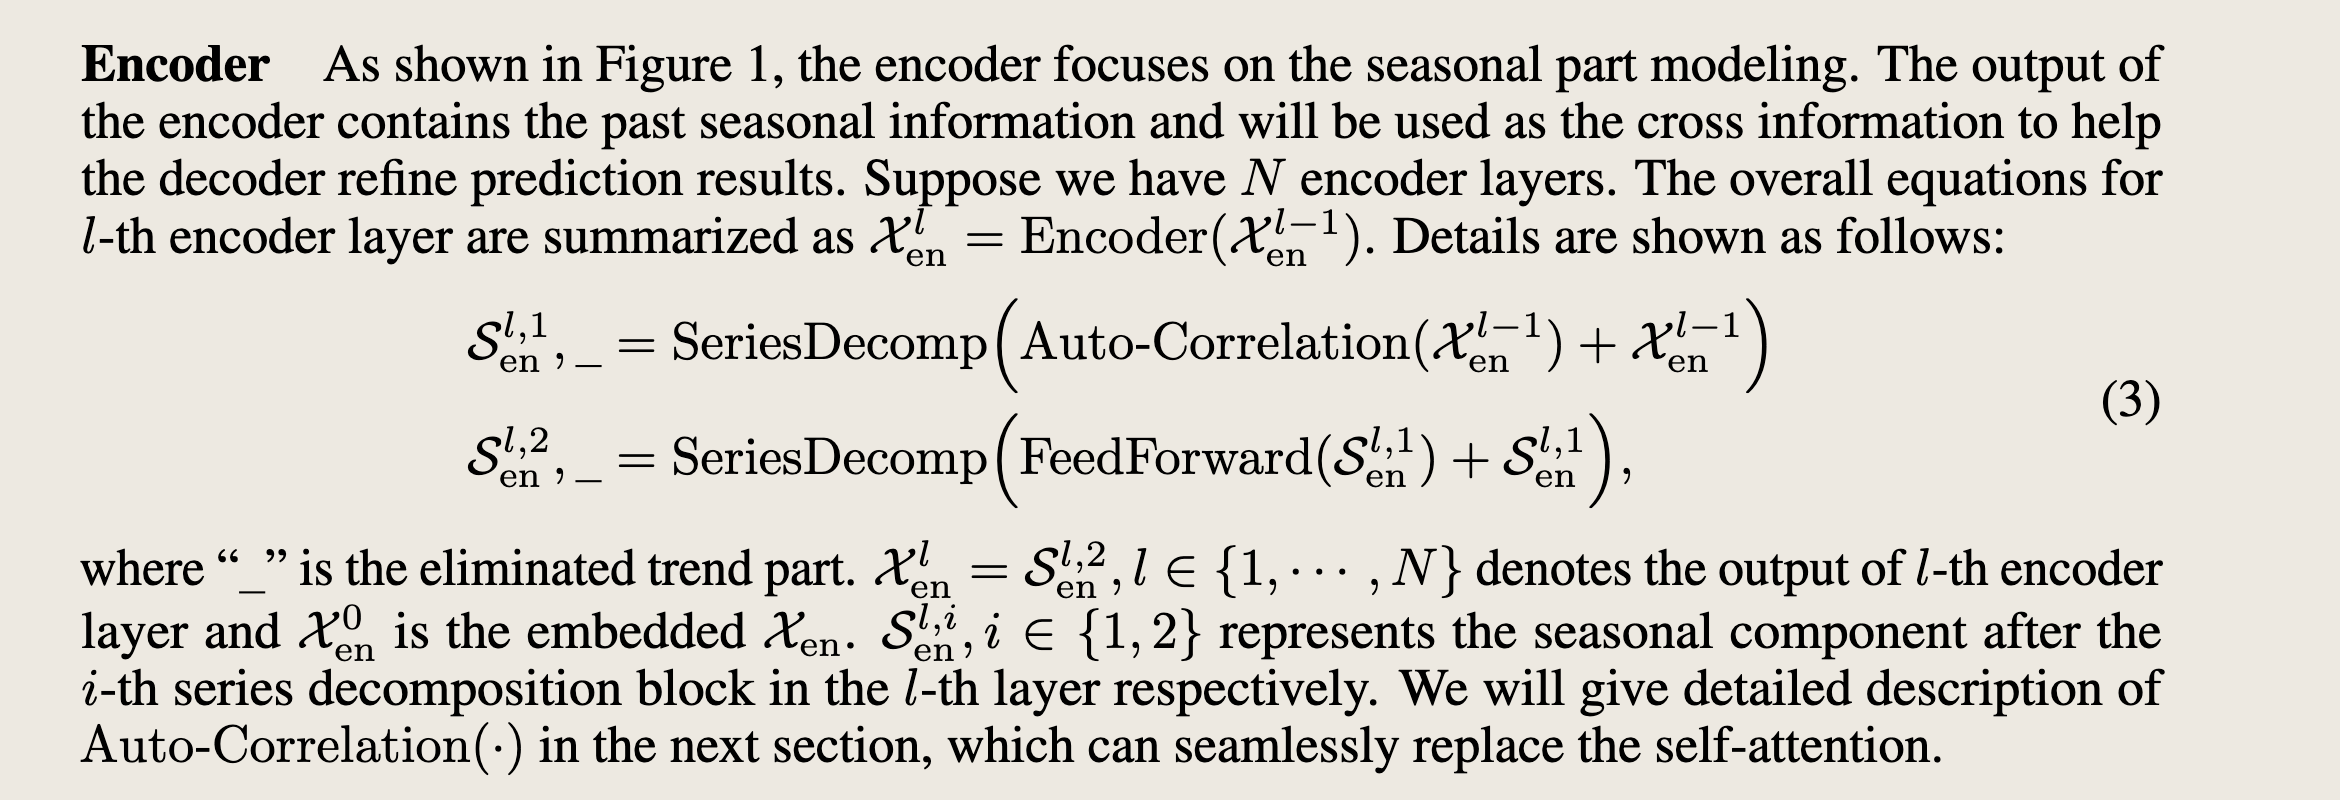 Encoder As shown in Figure 1, the encoder focuses on the seasonal part modeling. The output of
the encoder contains the past seasonal information and will be used as the cross information to help
the decoder refine prediction results. Suppose we have $N$ encoder layers. The overall equations for
$l$-th encoder layer are summarized as $\mathcal{X}_{\text{en}}^{l} = \text{Encoder}(\mathcal{X}_{\text{en}}^{l-1})$. Details are shown as follows:
$\mathcal{S}_{\text{en}}^{l,1}, \_ = \text{SeriesDecomp}\Big(\text{Auto-Correlation}(\mathcal{X}_{\text{en}}^{l-1}) + \mathcal{X}_{\text{en}}^{l-1}\Big)$
(3)
$\mathcal{S}_{\text{en}}^{l,2}, \_ = \text{SeriesDecomp}\Big(\text{FeedForward}(\mathcal{S}_{\text{en}}^{l,1}) + \mathcal{S}_{\text{en}}^{l,1}\Big),$
where “_” is the eliminated trend part. $\mathcal{X}_{\text{en}}^{l} = \mathcal{S}_{\text{en}}^{l,2}, l \in \{1, \cdots, N\}$ denotes the output of $l$-th encoder
layer and $\mathcal{X}_{\text{en}}^{0}$ is the embedded $\mathcal{X}_{\text{en}}$. $\mathcal{S}_{\text{en}}^{l,i}, i \in \{1, 2\}$ represents the seasonal component after the
$i$-th series decomposition block in the $l$-th layer respectively. We will give detailed description of
Auto-Correlation(·) in the next section, which can seamlessly replace the self-attention.